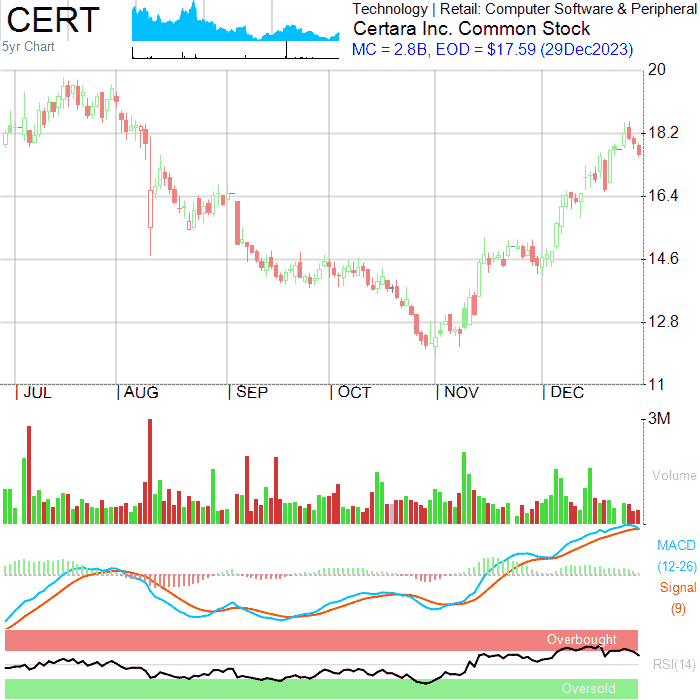 CERT
5yr Chart
Technology | Retail: Computer Software & Peripheral
Certara Inc. Common Stock
MC = 2.8B, EOD = $17.59 (29Dec2023)
20
18.2
16.4
14.6
12.8
11
JUL AUG SEP OCT NOV DEC
3M
Volume
MACD
(12-26)
Signal
(9)
Overbought
RSI(14)
Oversold